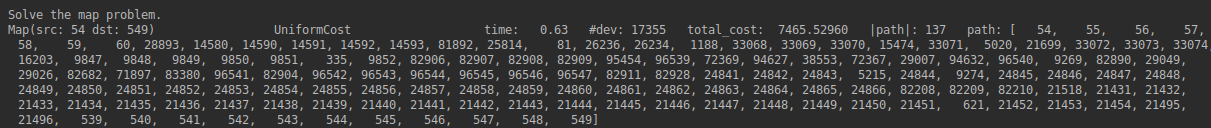 Solve the map problem.
Map(src: 54 dst: 549)                 UniformCost                   time:   0.63   #dev: 17355   total_cost:  7465.52960   |path|: 137   path: [   54,    55,    56,    57,
   58,    59,    60, 28893, 14580, 14590, 14591, 14592, 14593, 81892, 25814,    81, 26236, 26234,  1188, 33068, 33069, 33070, 15474, 33071,  5020, 21699, 33072, 33073, 33074,
16203,  9847,  9848,  9849,  9850,  9851,   335,  9852, 82906, 82907, 82908, 82909, 95454, 96539, 72369, 94627, 38553, 72367, 29007, 94632, 96540,  9269, 82890, 29049,
29026, 82682, 71897, 83380, 96541, 82904, 96542, 96543, 96544, 96545, 96546, 96547, 82911, 82928, 24841, 24842, 24843,  5215, 24844,  9274, 24845, 24846, 24847, 24848,
24849, 24850, 24851, 24852, 24853, 24854, 24855, 24856, 24857, 24858, 24859, 24860, 24861, 24862, 24863, 24864, 24865, 24866, 82208, 82209, 82210, 21518, 21431, 21432,
21433, 21434, 21435, 21436, 21437, 21438, 21439, 21440, 21441, 21442, 21443, 21444, 21445, 21446, 21447, 21448, 21449, 21450, 21451,   621, 21452, 21453, 21454, 21495,
21496,   539,   540,   541,   542,   543,   544,   545,   546,   547,   548,   549]